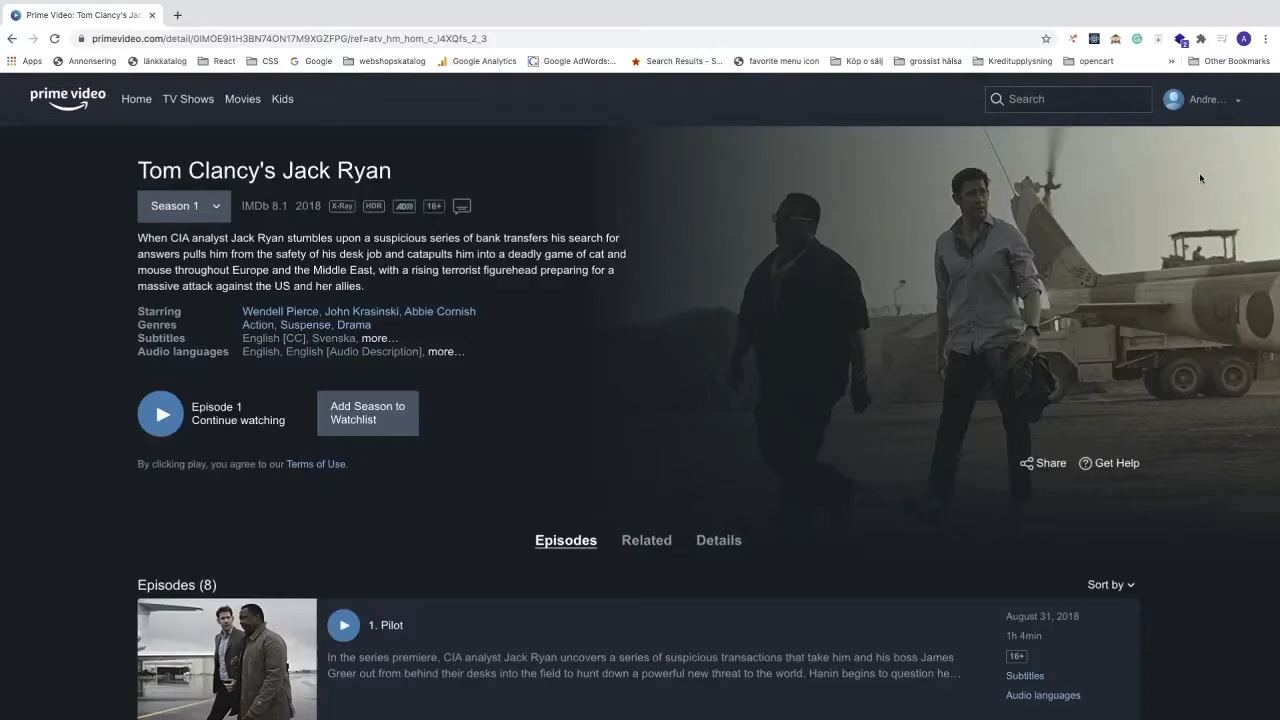 Prime Video: Tom Clancy's Jac
primevideo.com/detail/0IMOE9I1H3BN74ON17M9XGZFPG/ref=atv_hm_hom_c_I4XQfs_2_3
2
A
Apps Annonsering länkkatalog React CSS Google webshopskatalog Google Analytics Google AdWords:... Search Results - S... favorite menu icon Köp o sälj grossist hälsa Kreditupplysning opencart » Other Bookmarks
prime video Home TV Shows Movies Kids Search Andre...
Tom Clancy's Jack Ryan
Season 1 IMDb 8.1 2018 X-Ray HDR AD))) 16+
When CIA analyst Jack Ryan stumbles upon a suspicious series of bank transfers his search for
answers pulls him from the safety of his desk job and catapults him into a deadly game of cat and
mouse throughout Europe and the Middle East, with a rising terrorist figurehead preparing for a
massive attack against the US and her allies.
Starring Wendell Pierce, John Krasinski, Abbie Cornish
Genres Action, Suspense, Drama
Subtitles English [CC], Svenska, more...
Audio languages English, English [Audio Description], more...
Episode 1
Continue watching
Add Season to
Watchlist
By clicking play, you agree to our Terms of Use.
Share Get Help
Episodes Related Details
Episodes (8) Sort by
1. Pilot
In the series premiere, CIA analyst Jack Ryan uncovers a series of suspicious transactions that take him and his boss James
Greer out from behind their desks into the field to hunt down a powerful new threat to the world. Hanin begins to question he...
August 31, 2018
1h 4min
16+
Subtitles
Audio languages